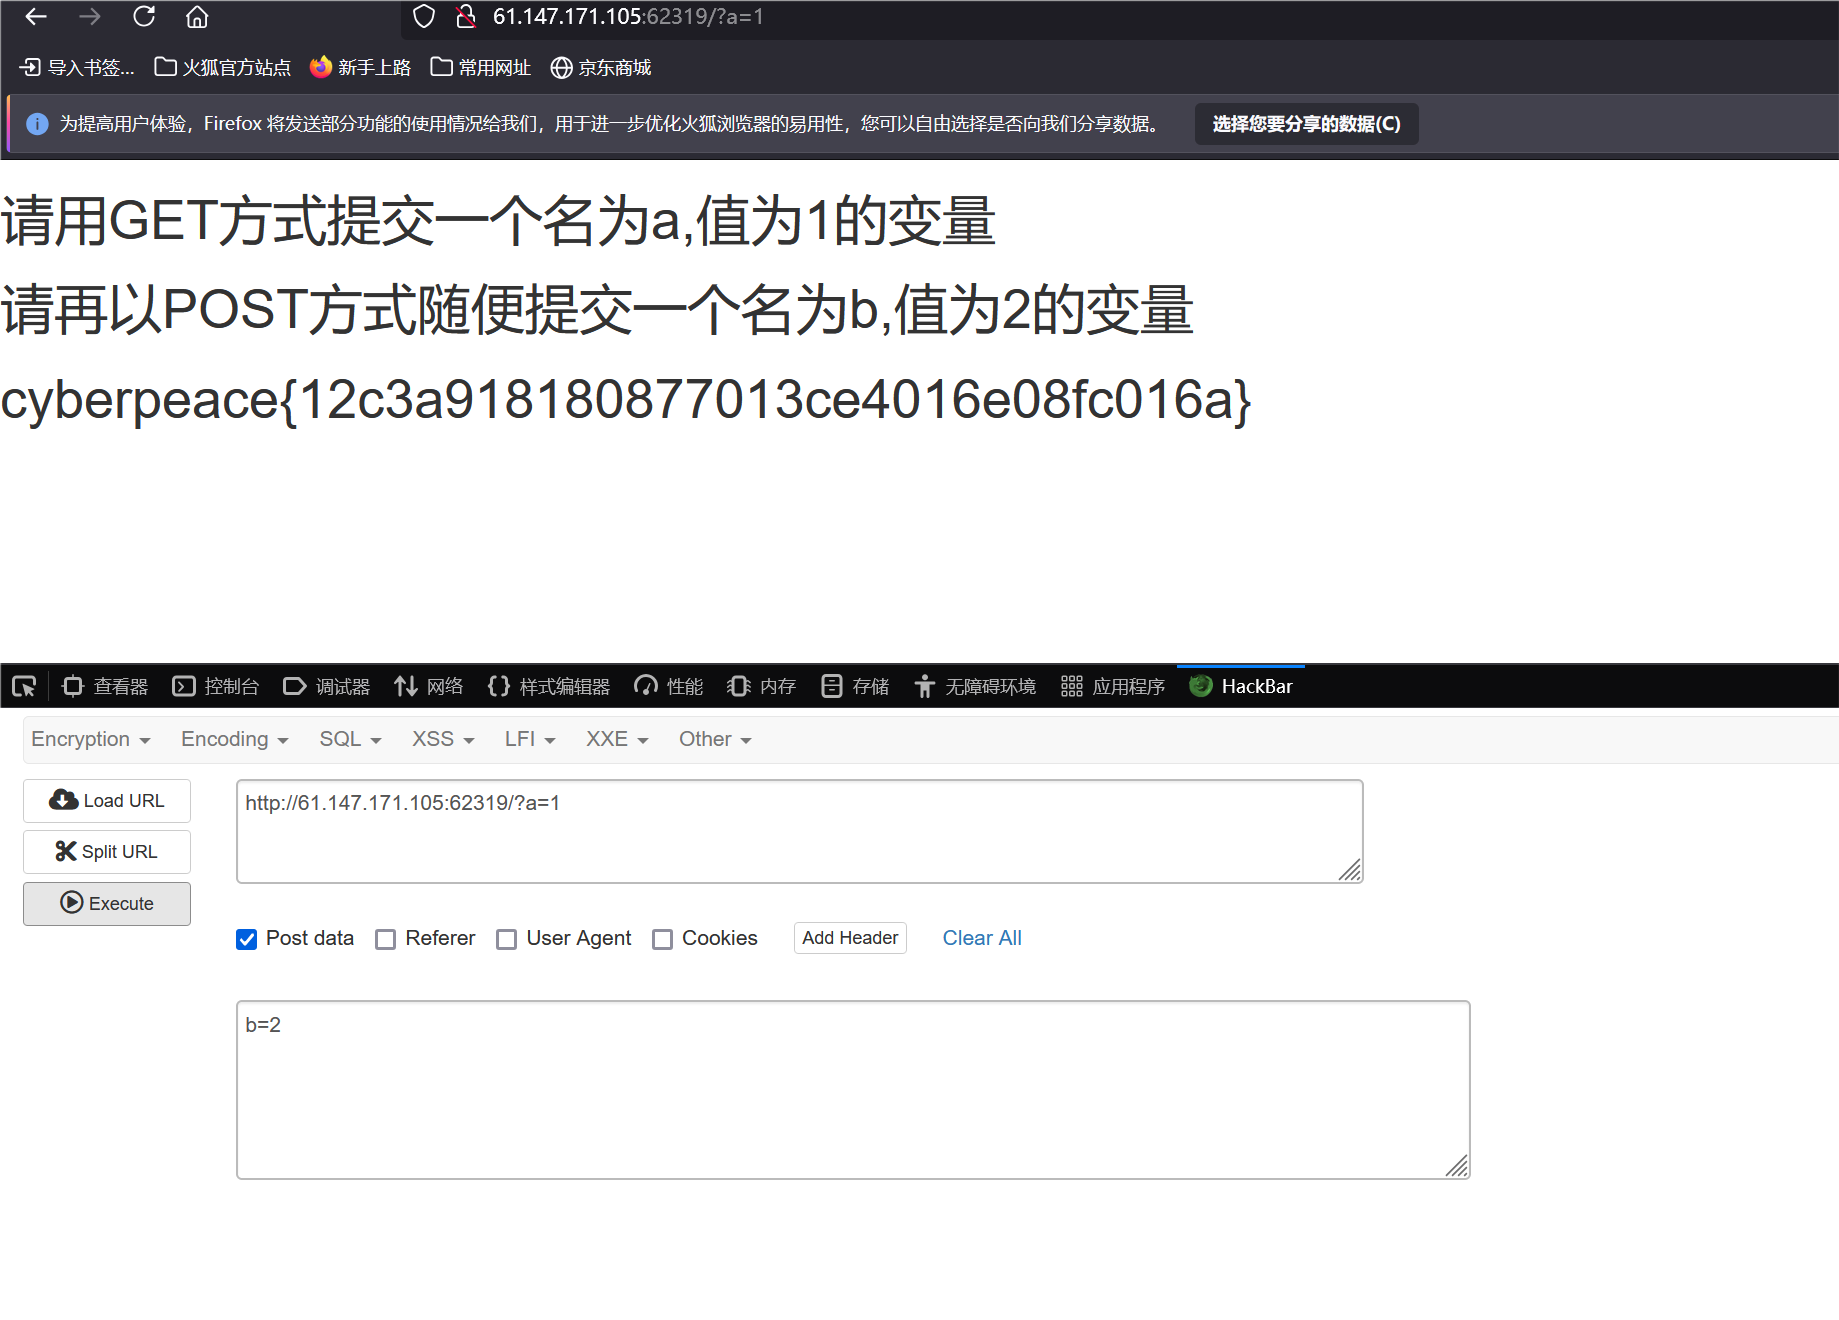 61.147.171.105:62319/?a=1
导入书签... 火狐官方站点 新手上路 常用网址 京东商城
为提高用户体验，Firefox 将发送部分功能的使用情况给我们，用于进一步优化火狐浏览器的易用性，您可以自由选择是否向我们分享数据。 选择您要分享的数据(C)
请用GET方式提交一个名为a,值为1的变量
请再以POST方式随便提交一个名为b,值为2的变量
cyberpeace{12c3a918180877013ce4016e08fc016a}
查看器 控制台 调试器 网络 样式编辑器 性能 内存 存储 无障碍环境 应用程序 HackBar
Encryption Encoding SQL XSS LFI XXE Other
Load URL http://61.147.171.105:62319/?a=1
Split URL
Execute
Post data Referer User Agent Cookies Add Header Clear All
b=2